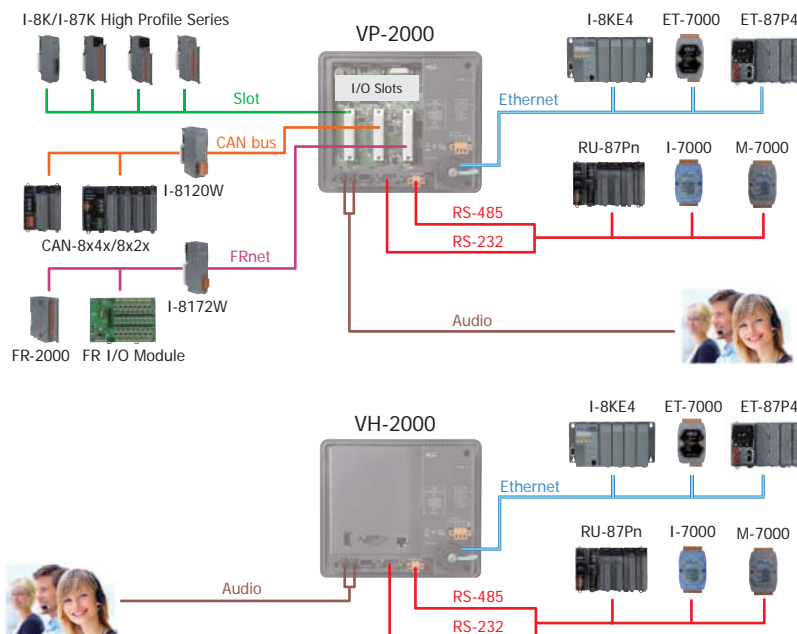 I-8K/I-87K High Profile Series
VP-2000
I-8KE4
ET-7000
ET-87P4
I/O Slots
Slot
Ethernet
CAN bus
I-8120W
RU-87Pn
I-7000
M-7000
CAN-8x4x/8x2x
RS-485
RS-232
FRnet
I-8172W
Audio
FR-2000
FR I/O Module
VH-2000
I-8KE4
ET-7000
ET-87P4
Ethernet
RU-87Pn
I-7000
M-7000
Audio
RS-485
RS-232